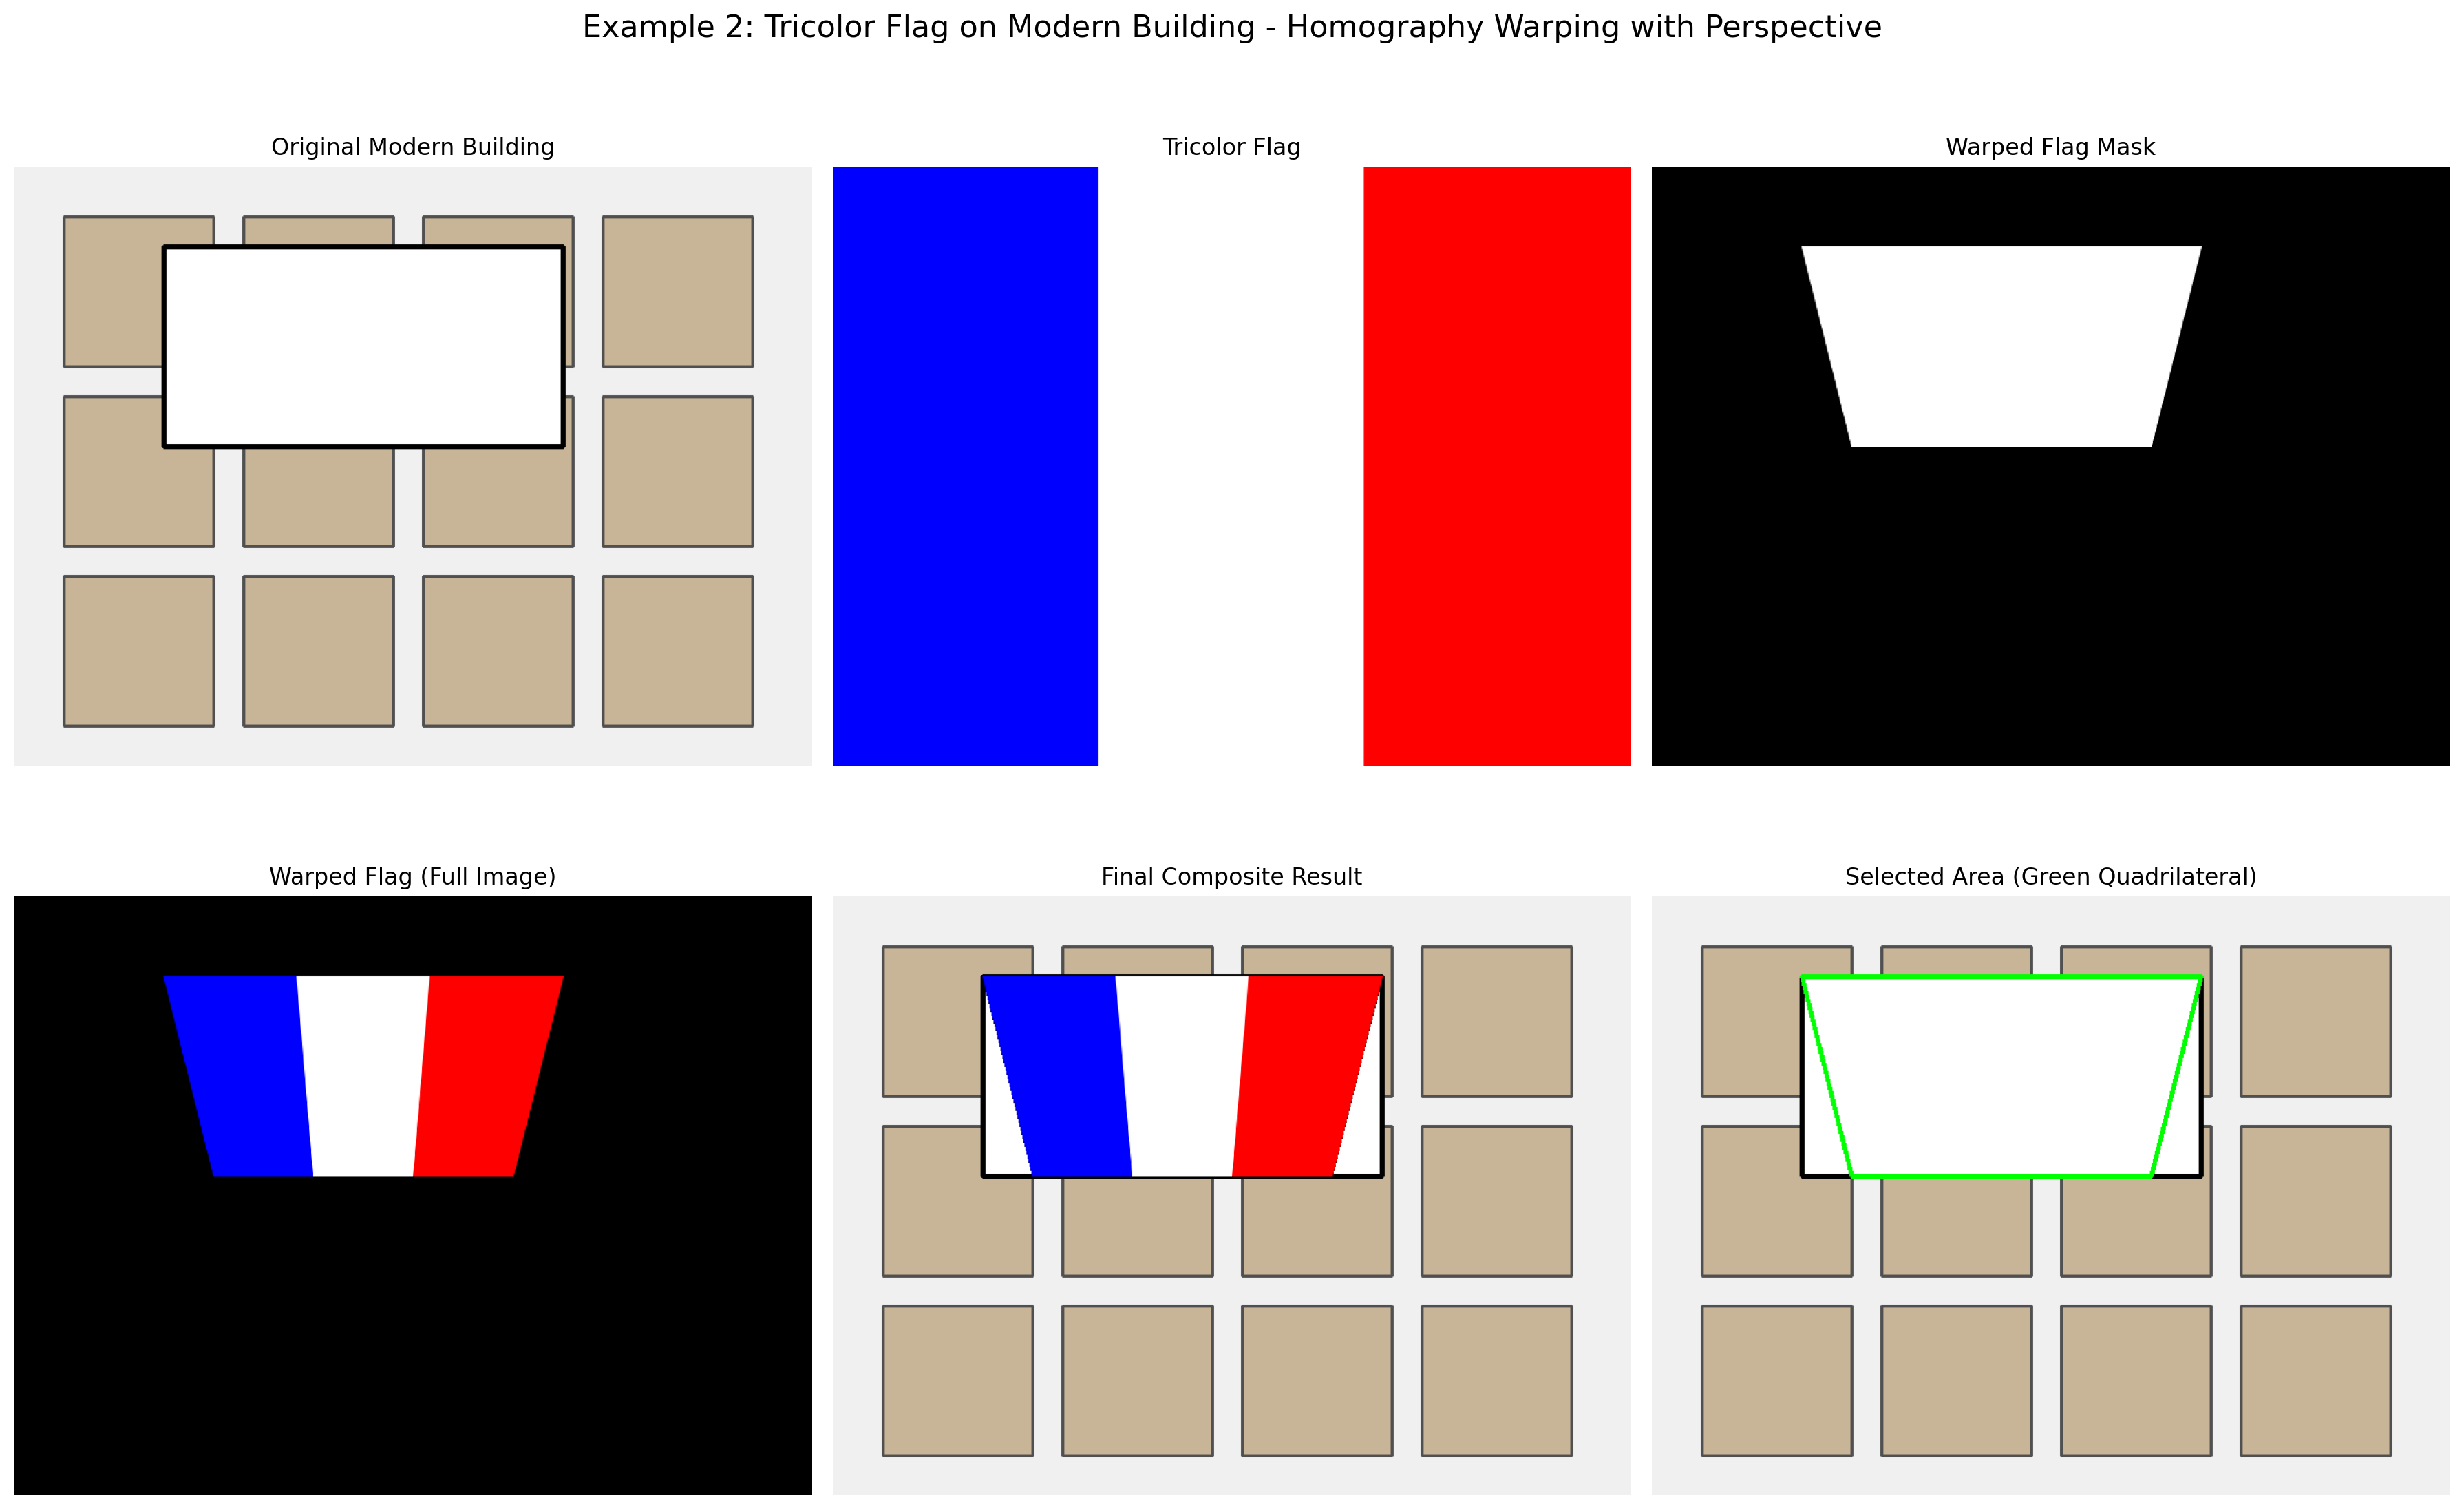 Example 2: Tricolor Flag on Modern Building - Homography Warping with Perspective
Original Modern Building
Tricolor Flag
Warped Flag Mask
Warped Flag (Full Image)
Final Composite Result
Selected Area (Green Quadrilateral)